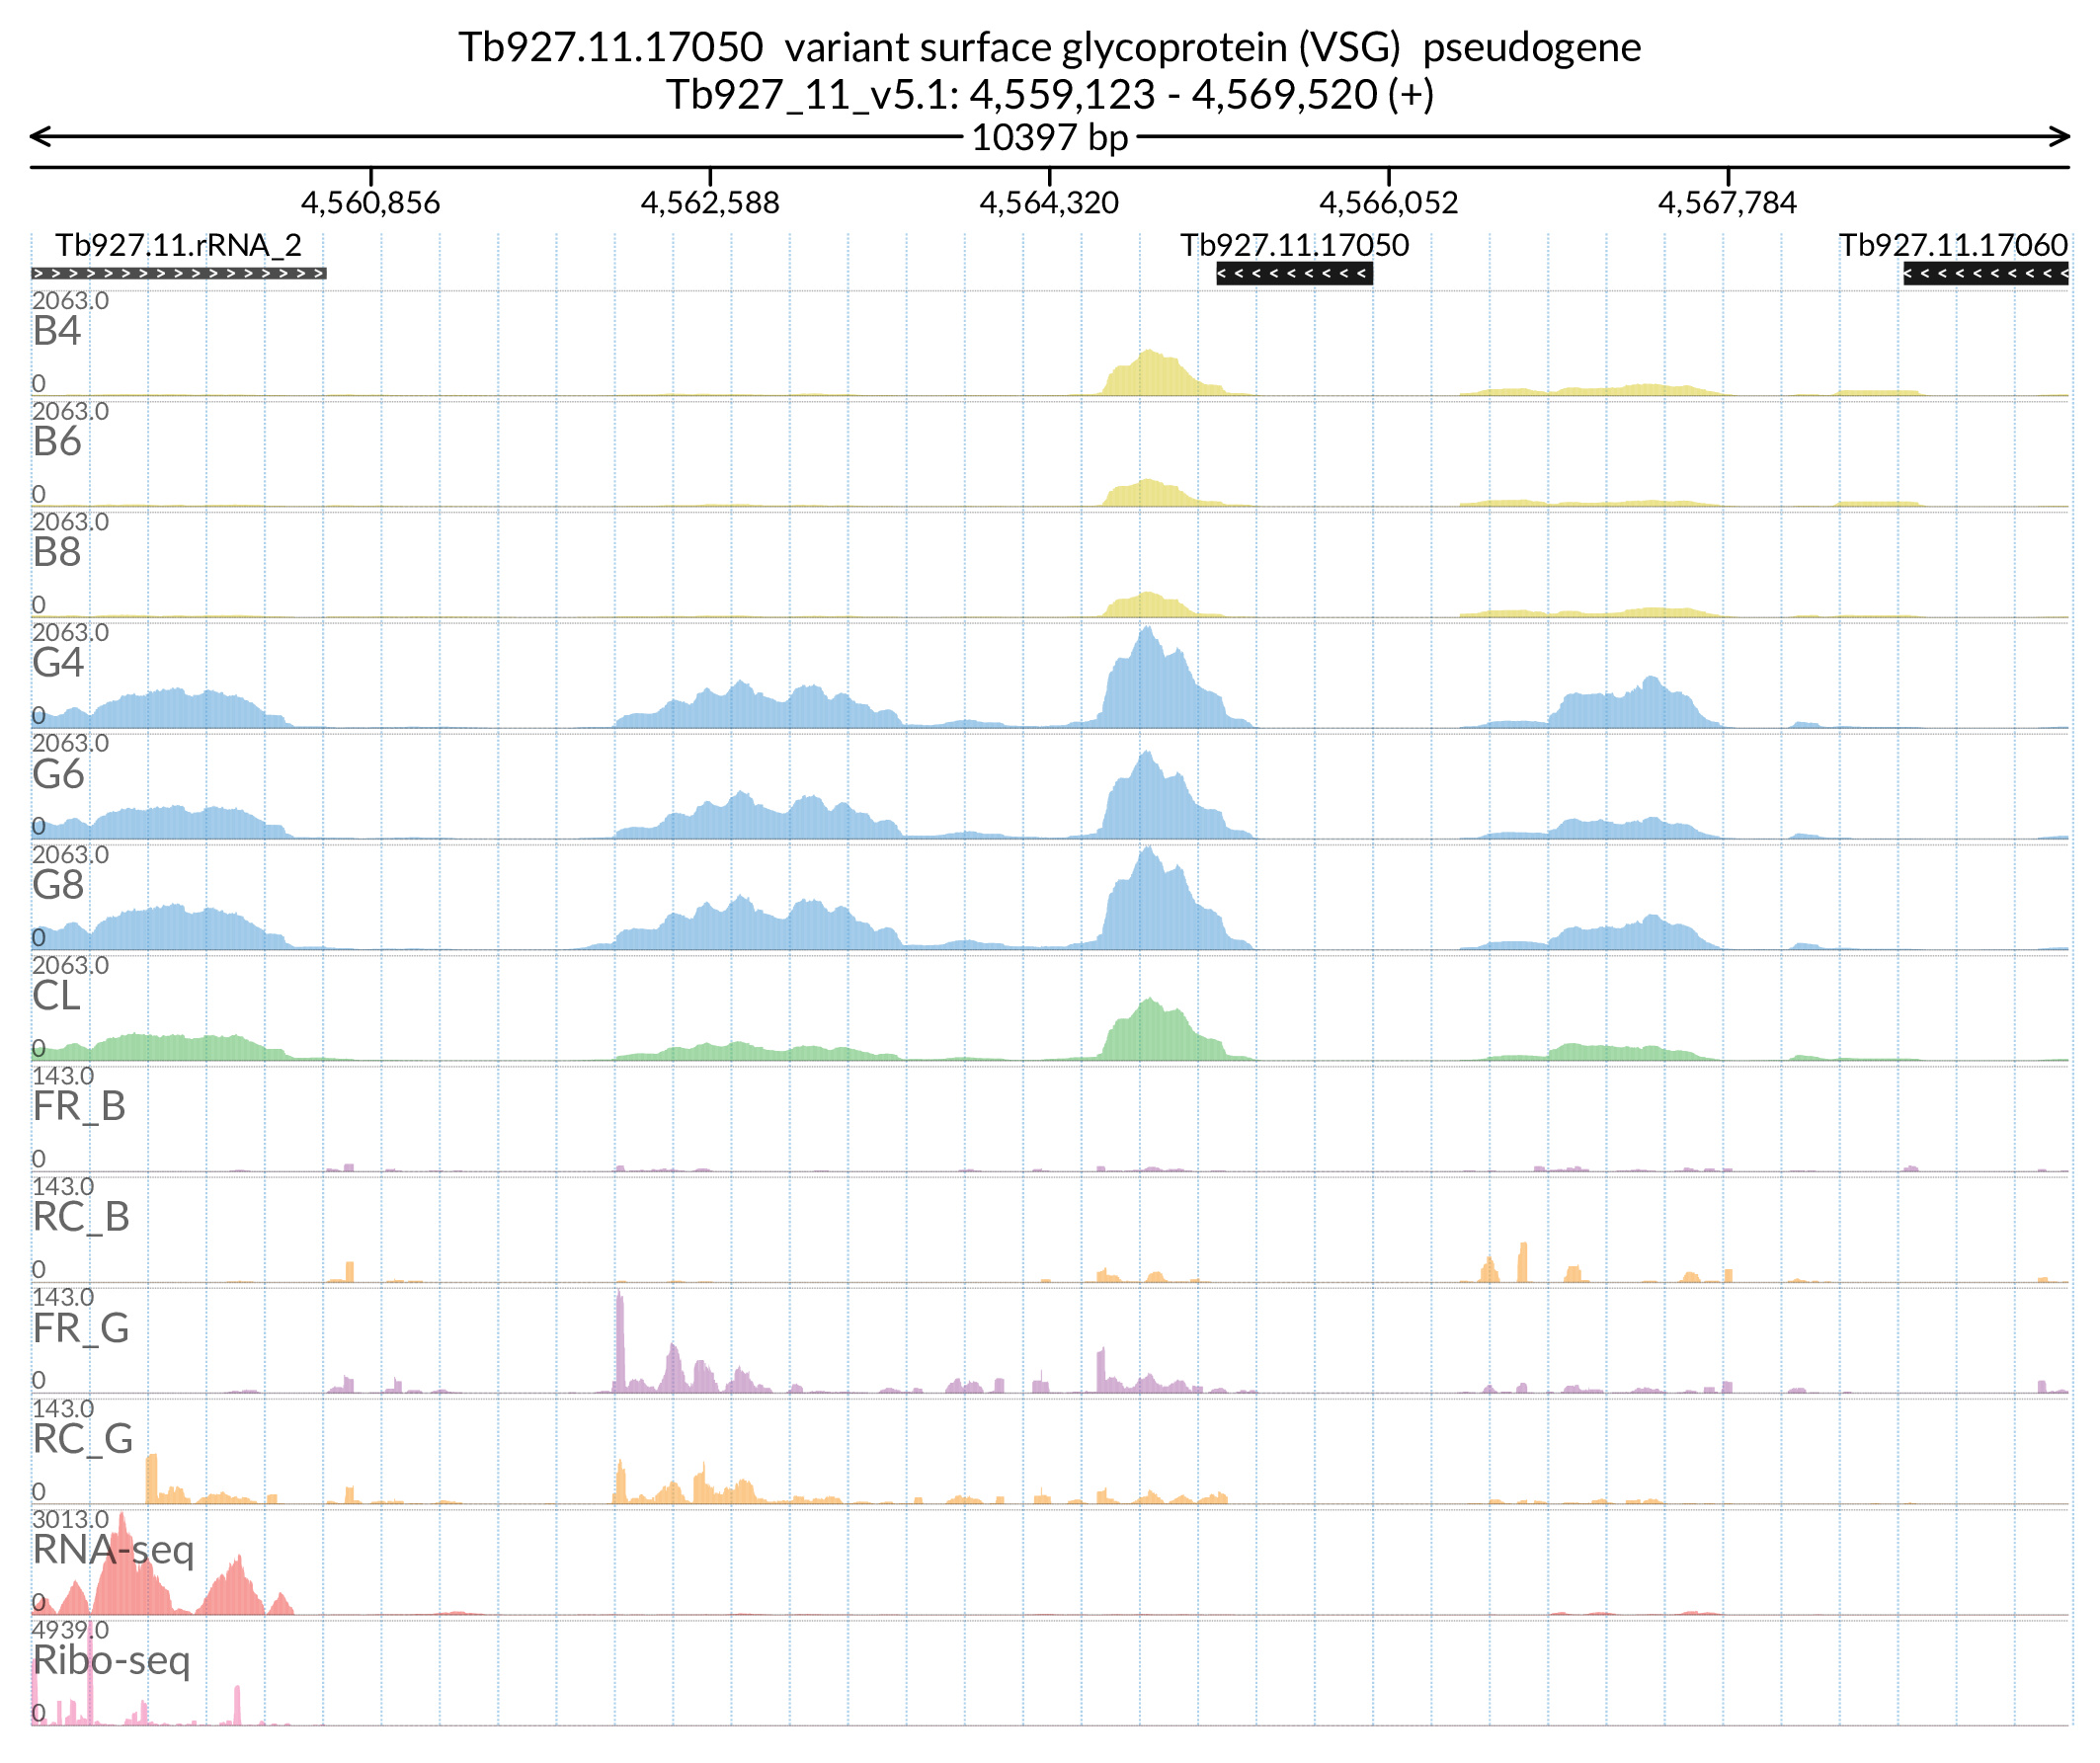 Tb927.11.17050 variant surface glycoprotein (VSG) pseudogene
Tb927_11_v5.1: 4,559,123 - 4,569,520 (+)
10397 bp
4,560,856 4,562,588 4,564,320 4,566,052 4,567,784
Tb927.11.rRNA_2 Tb927.11.17050 Tb927.11.17060
2063.0
B4
0
2063.0
B6
0
2063.0
B8
0
2063.0
G4
0
2063.0
G6
0
2063.0
G8
0
2063.0
CL
0
143.0
FR_B
0
143.0
RC_B
0
143.0
FR_G
0
143.0
RC_G
0
3013.0
RNA-seq
0
4939.0
Ribo-seq
0